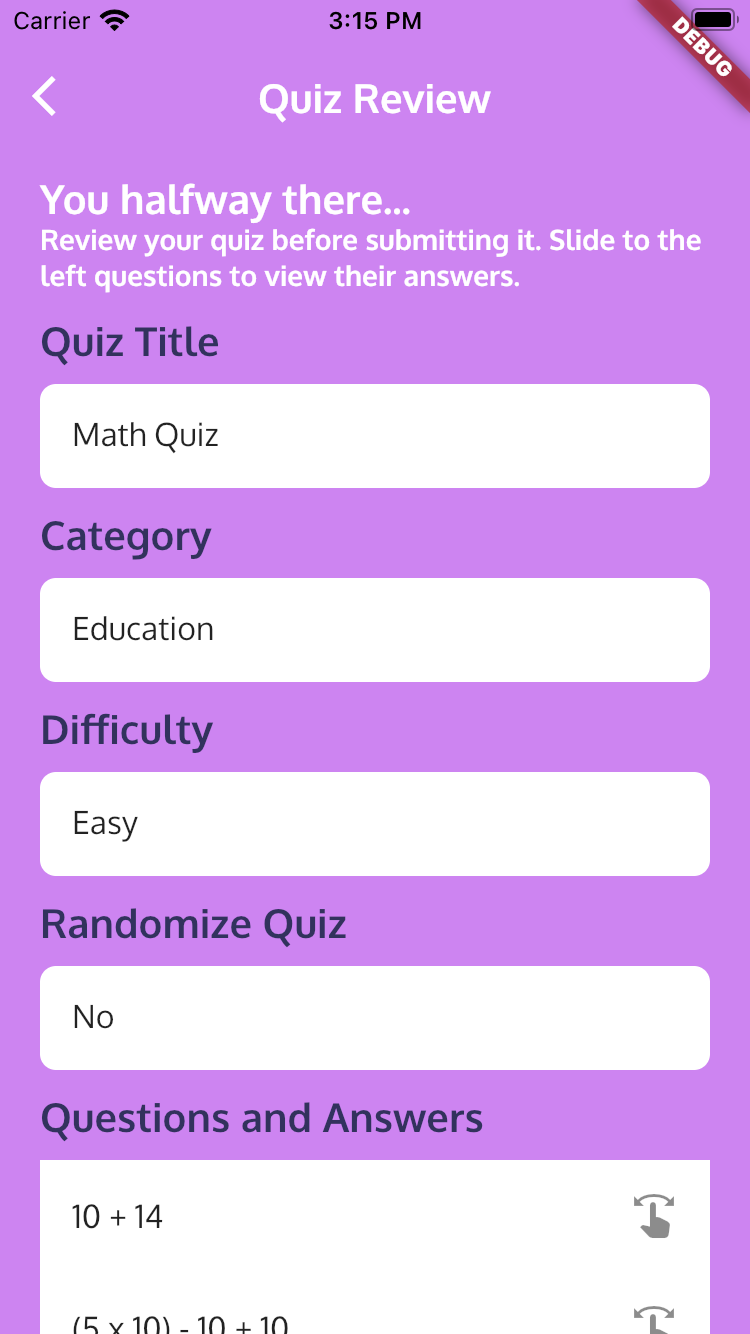 Carrier
3:15 PM
DEBUG
Quiz Review
You halfway there...
Review your quiz before submitting it. Slide to the
left questions to view their answers.
Quiz Title
Math Quiz
Category
Education
Difficulty
Easy
Randomize Quiz
No
Questions and Answers
10 + 14
(5 x 10) - 10 + 10